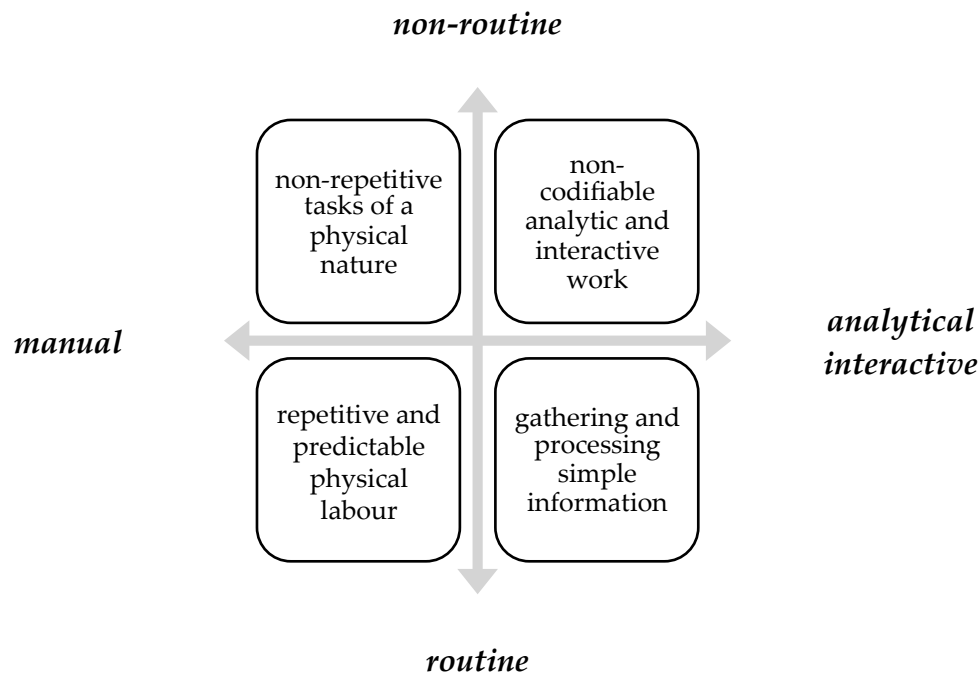 non-routine
non-repetitive
tasks of a
physical
nature
non-
codifiable
analytic and
interactive
work
manual
analytical
interactive
repetitive and
predictable
physical
labour
gathering and
processing
simple
information
routine